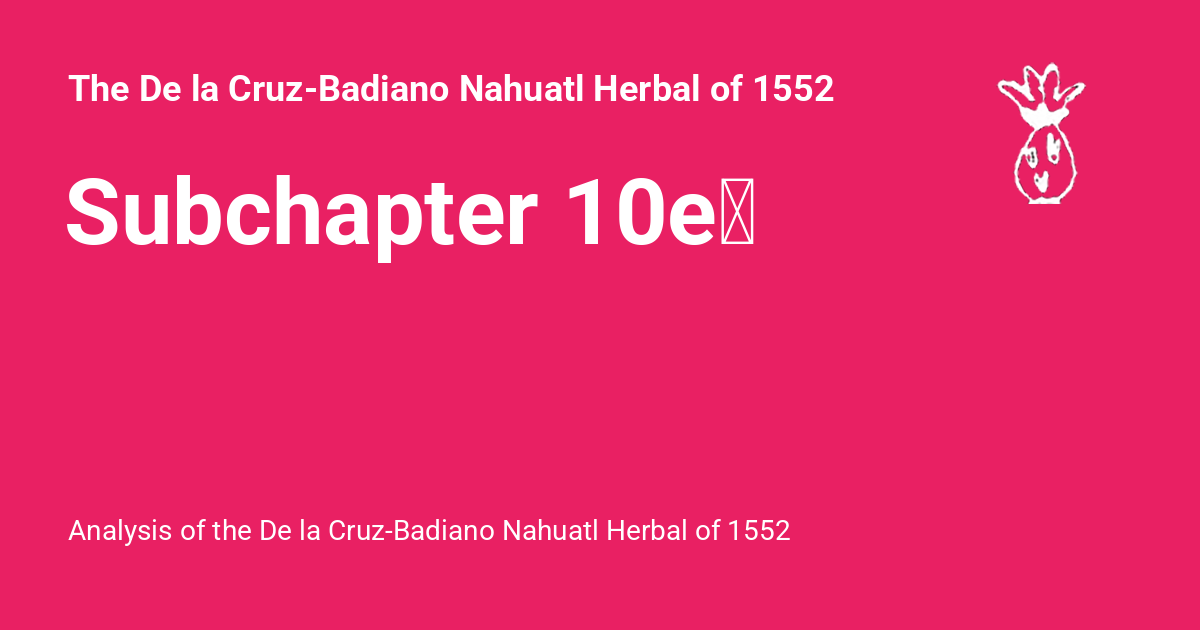 The De la Cruz-Badiano Nahuatl Herbal of 1552
Subchapter 10e
Analysis of the De la Cruz-Badiano Nahuatl Herbal of 1552